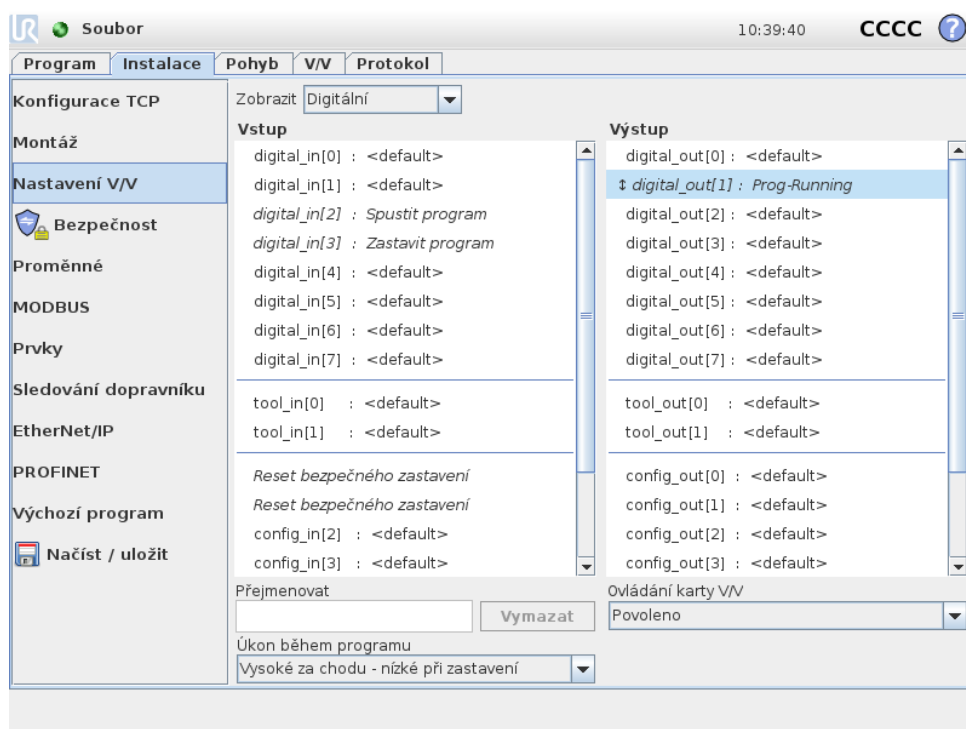 UR Soubor 10:39:40 CCCC ?
Program Instalace Pohyb V/V Protokol
Konfigurace TCP
Montáž
Nastavení V/V
Bezpečnost
Proměnné
MODBUS
Prvky
Sledování dopravníku
EtherNet/IP
PROFINET
Výchozí program
Načíst / uložit
Zobrazit Digitální
Vstup
digital_in[0] : <default>
digital_in[1] : <default>
digital_in[2] : Spustit program
digital_in[3] : Zastavit program
digital_in[4] : <default>
digital_in[5] : <default>
digital_in[6] : <default>
digital_in[7] : <default>
tool_in[0] : <default>
tool_in[1] : <default>
Reset bezpečného zastavení
Reset bezpečného zastavení
config_in[2] : <default>
config_in[3] : <default>
Výstup
digital_out[0] : <default>
↕ digital_out[1] : Prog-Running
digital_out[2] : <default>
digital_out[3] : <default>
digital_out[4] : <default>
digital_out[5] : <default>
digital_out[6] : <default>
digital_out[7] : <default>
tool_out[0] : <default>
tool_out[1] : <default>
config_out[0] : <default>
config_out[1] : <default>
config_out[2] : <default>
config_out[3] : <default>
Přejmenovat
Vymazat
Úkon během programu
Vysoké za chodu - nízké při zastavení
Ovládání karty V/V
Povoleno